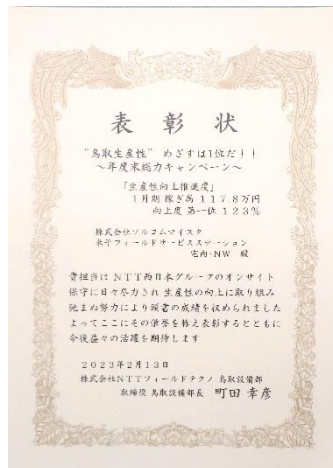 表彰状
“鳥取生産性” めざすは1位だ!!
～年度末総力キャンペーン～
「生産性向上推進度」
1月期 稼ぎ高 117.8万円
向上度 第一位 123%
株式会社ソルコムマイスタ
米子フィールドサービスステーション
宅内・NW 殿
貴担当は NTT西日本グループのオンサイト
保守に日々尽力され 生産性の向上に取り組み
弛まぬ努力により 頭書の成績を収められました
よってここにその栄誉を称え表彰するとともに
今後益々の活躍を期待します
2023年2月13日
株式会社NTTフィールドテクノ 鳥取設備部
取締役 鳥取設備部長 町田 幸彦